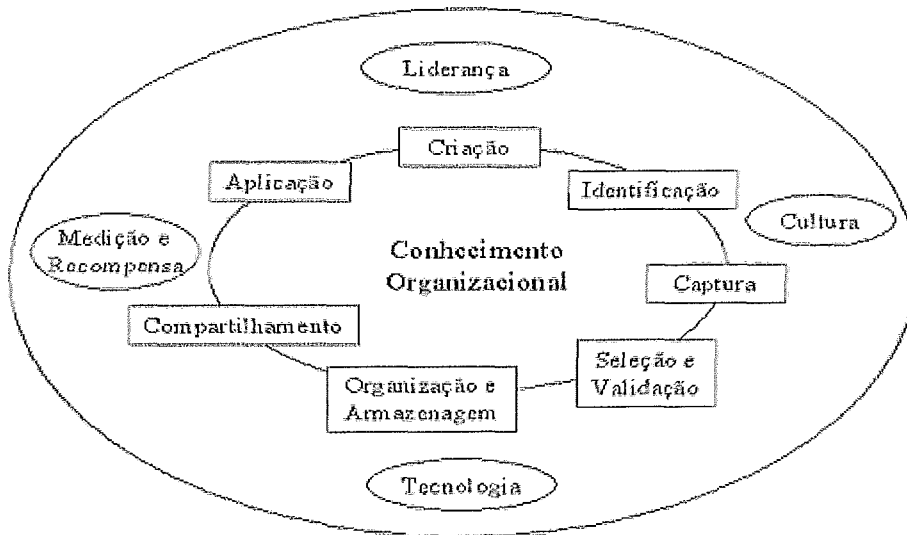 Liderança
Criação
Aplicação
Identificação
Cultura
Medição e
Recompensa
Conhecimento
Organizacional
Captura
Compartilhamento
Seleção e
Validação
Organização e
Armazenagem
Tecnologia